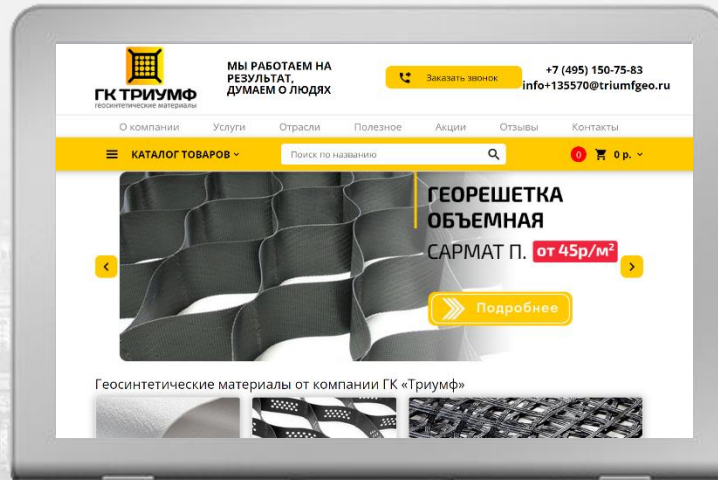 ГК ТРИУМФ
геосинтетические материалы
МЫ РАБОТАЕМ НА
РЕЗУЛЬТАТ,
ДУМАЕМ О ЛЮДЯХ
Заказать звонок
+7 (495) 150-75-83
info+135570@triumfgeo.ru
О компании Услуги Отрасли Полезное Акции Отзывы Контакты
КАТАЛОГ ТОВАРОВ
Поиск по названию
0
0 р.
ГЕОРЕШЕТКА
ОБЪЕМНАЯ
САРМАТ П. от 45р/м²
Подробнее
Геосинтетические материалы от компании ГК «Триумф»